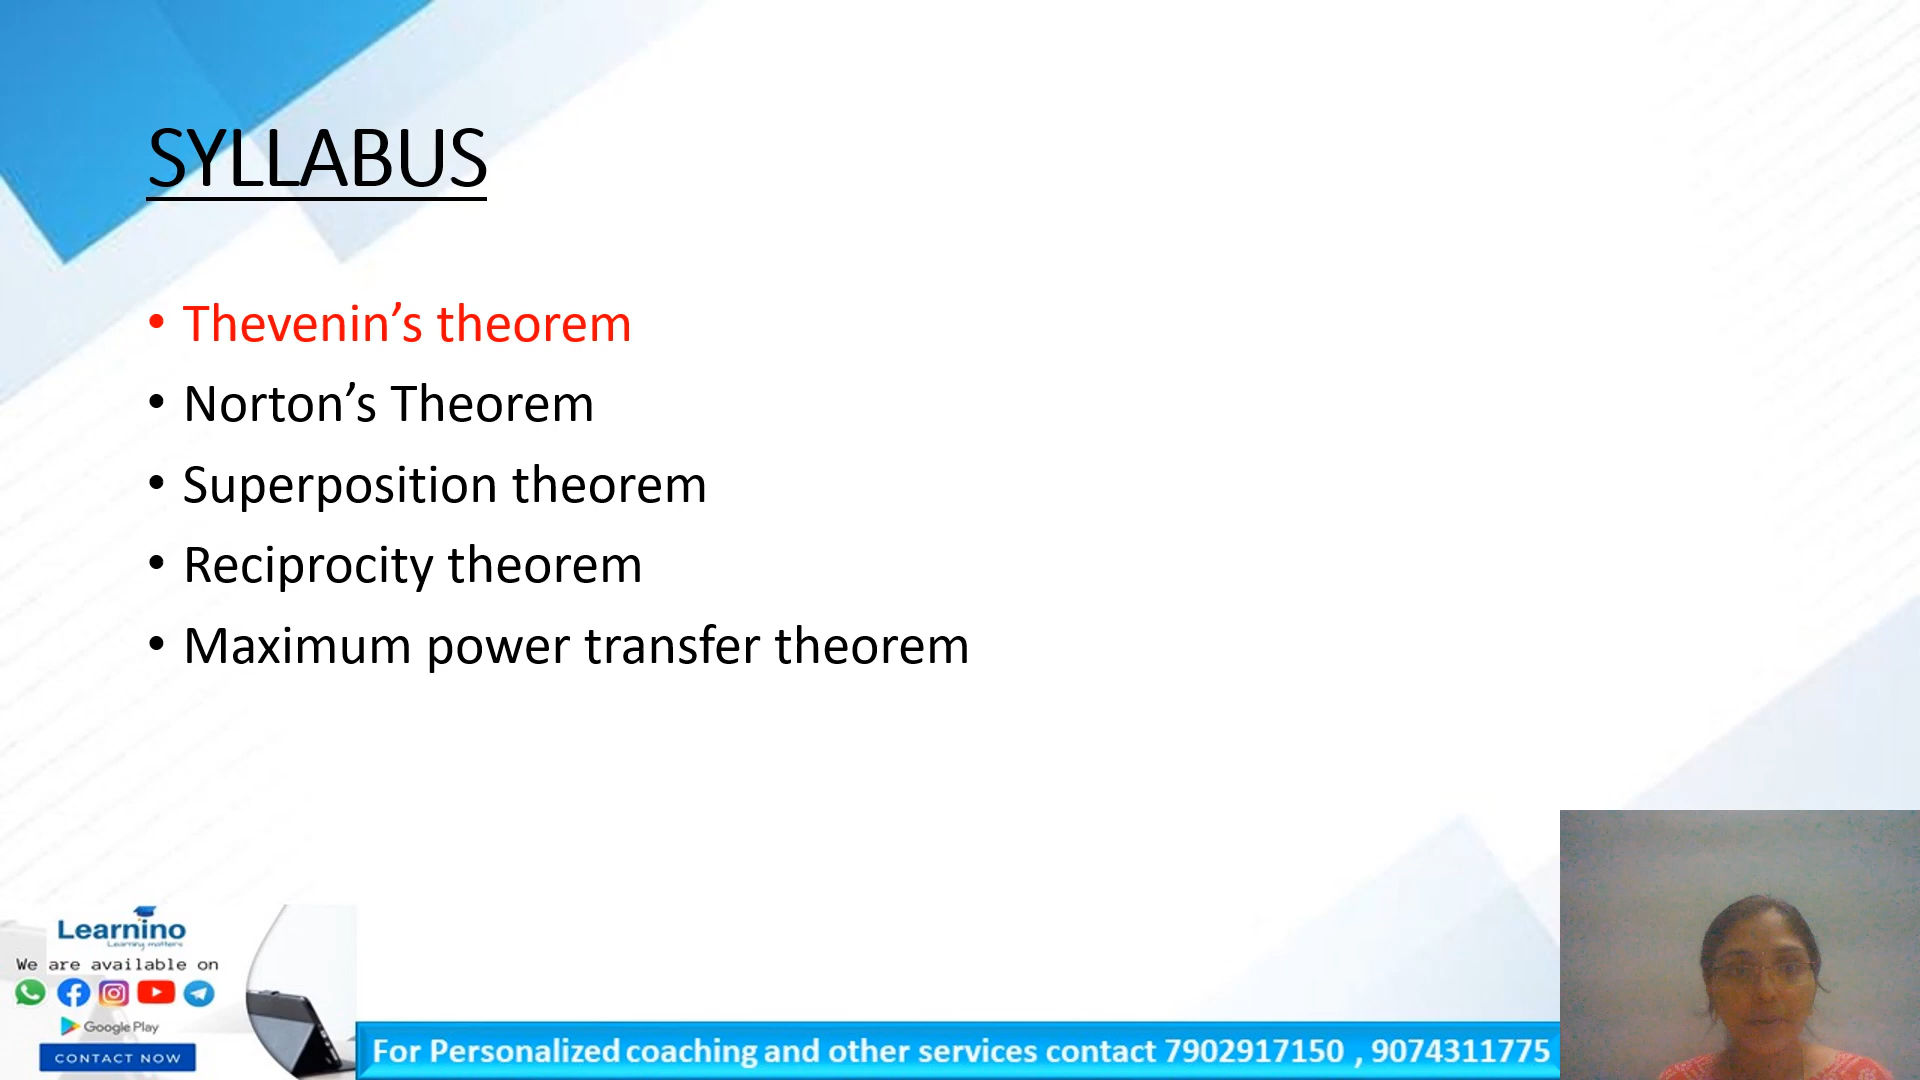 SYLLABUS
• Thevenin’s theorem
• Norton’s Theorem
• Superposition theorem
• Reciprocity theorem
• Maximum power transfer theorem
Learnino
Learning matters
We are available on
Google Play
CONTACT NOW
For Personalized coaching and other services contact 7902917150 , 9074311775